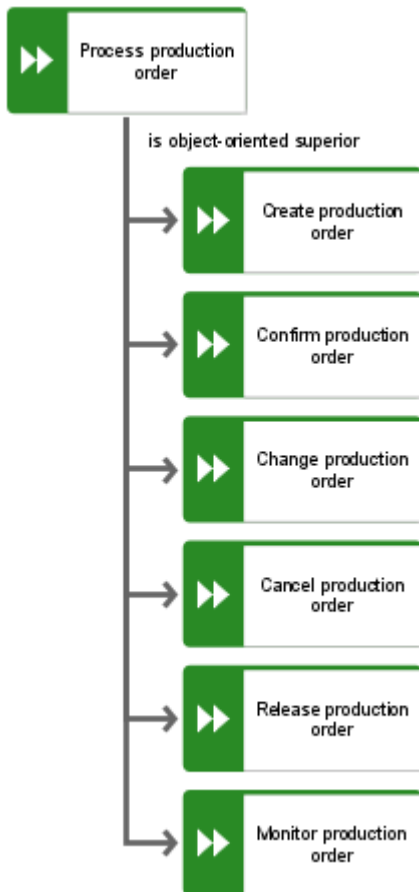 Process production
order
is object-oriented superior
Create production
order
Confirm production
order
Change production
order
Cancel production
order
Release production
order
Monitor production
order